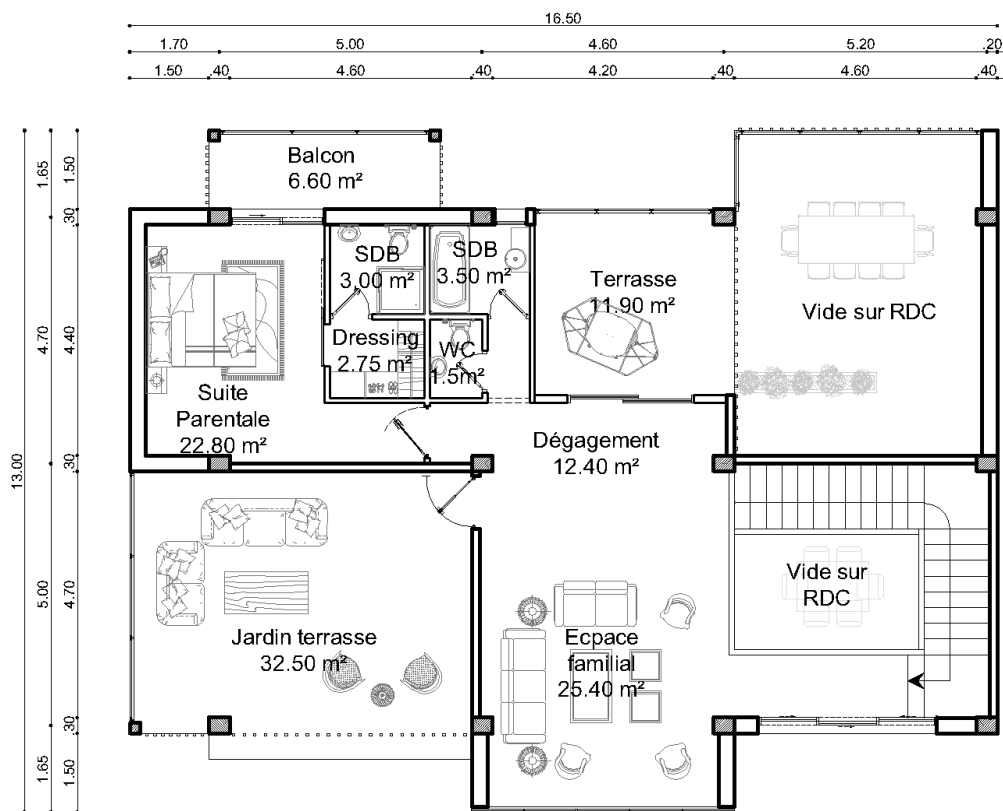 16.50
1.70 5.00 4.60 5.20 .20
1.50 .40 4.60 .40 4.20 .40 4.60 .40
13.00
1.65 4.70 5.00 1.65
1.50 .30 4.40 .30 4.70 .30 1.50
Balcon
6.60 m²
SDB
3.00 m²
SDB
3.50 m²
Terrasse
11.90 m²
Vide sur RDC
Dressing
2.75 m²
WC
1.5m²
Suite
Parentale
22.80 m²
Dégagement
12.40 m²
Vide sur
RDC
Jardin terrasse
32.50 m²
Ecpace
familial
25.40 m²